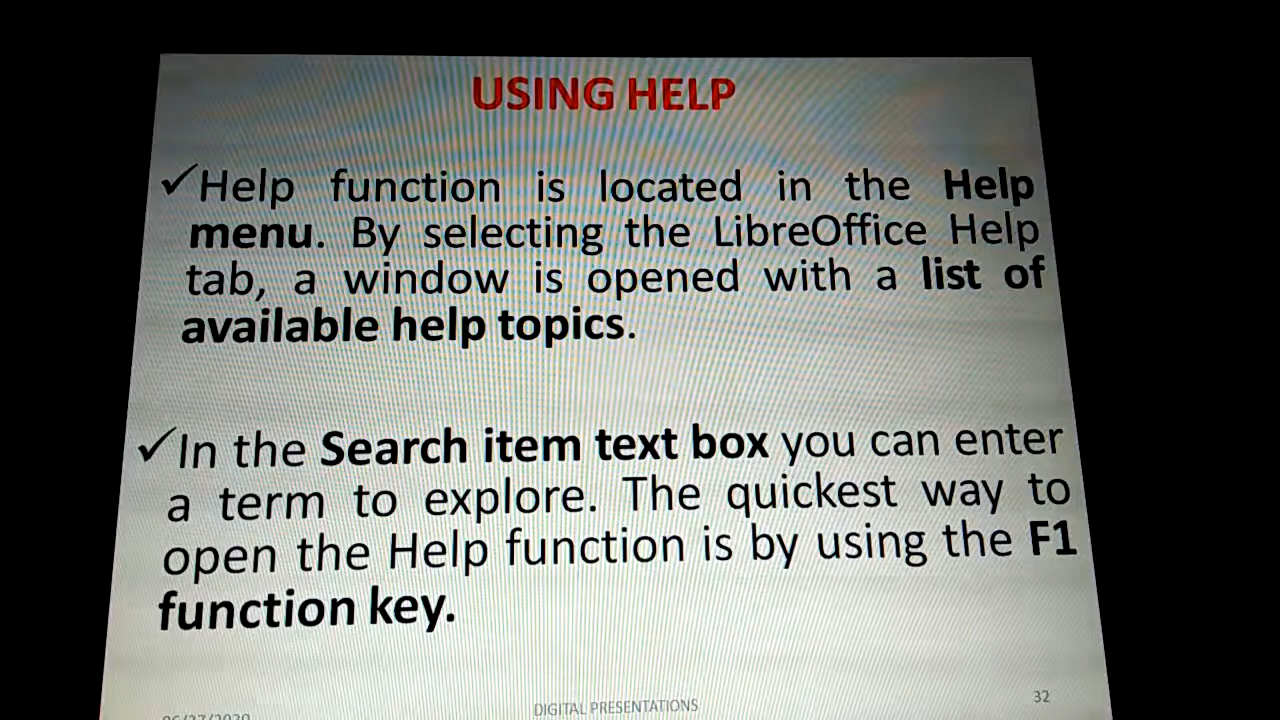 USING HELP
✓Help function is located in the Help
menu. By selecting the LibreOffice Help
tab, a window is opened with a list of
available help topics.
✓In the Search item text box you can enter
a term to explore. The quickest way to
open the Help function is by using the F1
function key.
DIGITAL PRESENTATIONS
32